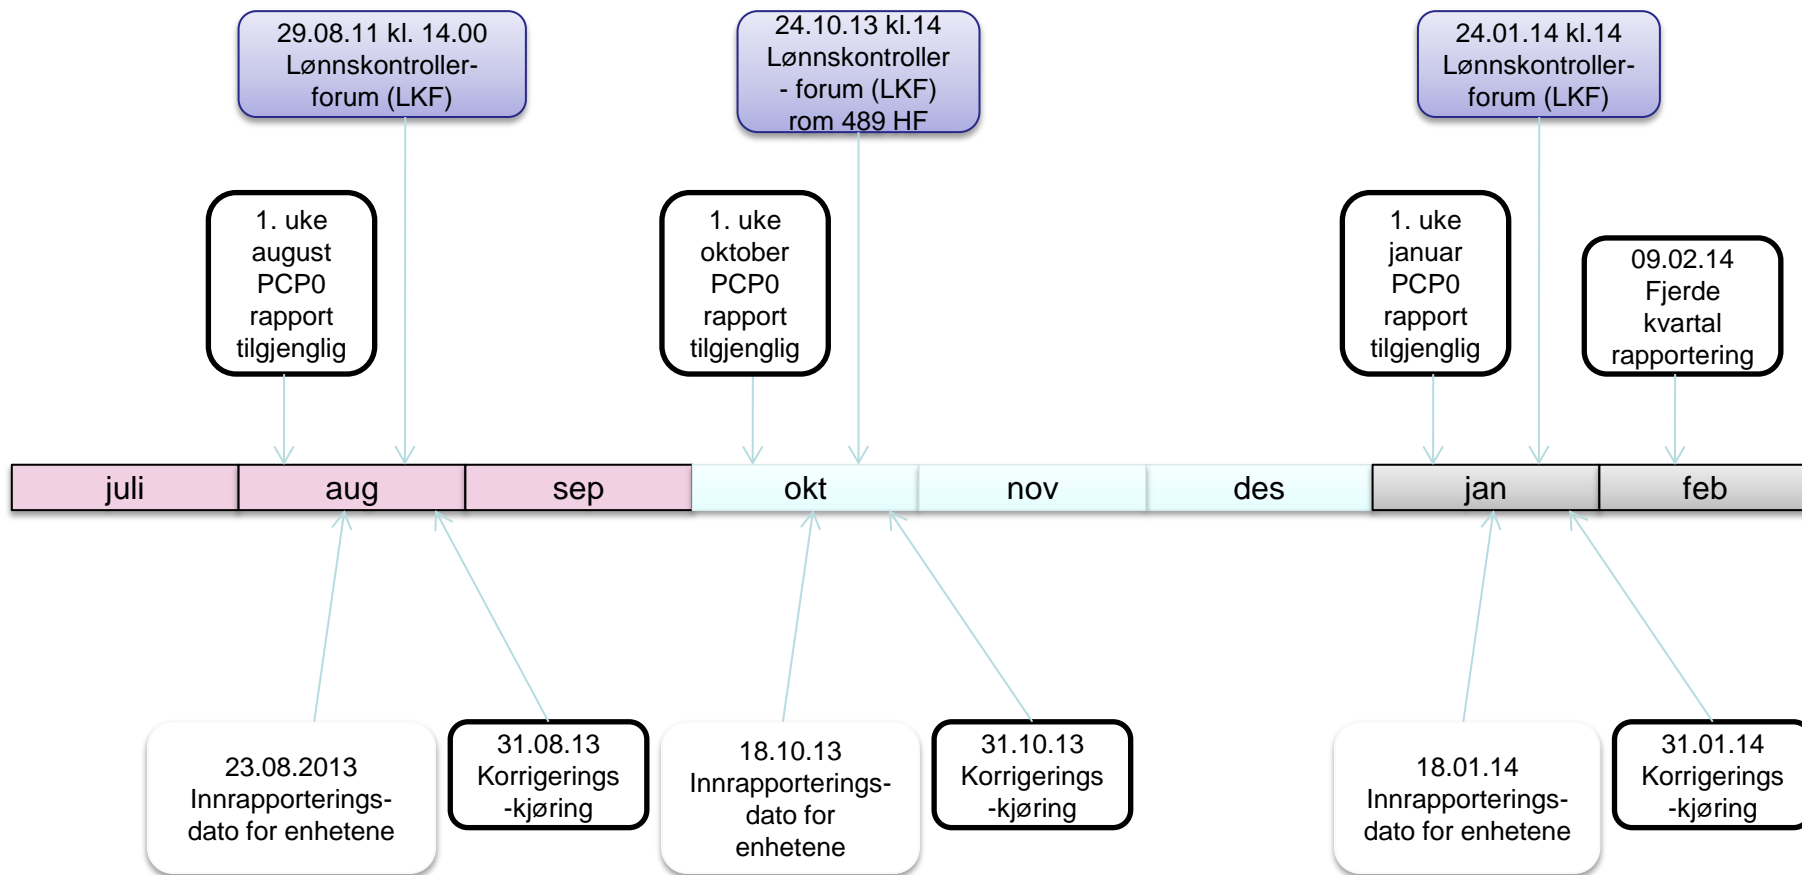 29.08.11 kl. 14.00
Lønnskontroller-
forum (LKF)
24.10.13 kl.14
Lønnskontroller
- forum (LKF)
rom 489 HF
24.01.14 kl.14
Lønnskontroller-
forum (LKF)
1. uke
august
PCP0
rapport
tilgjenglig
1. uke
oktober
PCP0
rapport
tilgjenglig
1. uke
januar
PCP0
rapport
tilgjenglig
09.02.14
Fjerde
kvartal
rapportering
juli
aug
sep
okt
nov
des
jan
feb
23.08.2013
Innrapporterings-
dato for enhetene
31.08.13
Korrigerings
-kjøring
18.10.13
Innrapporterings-
dato for
enhetene
31.10.13
Korrigerings
-kjøring
18.01.14
Innrapporterings-
dato for enhetene
31.01.14
Korrigerings
-kjøring